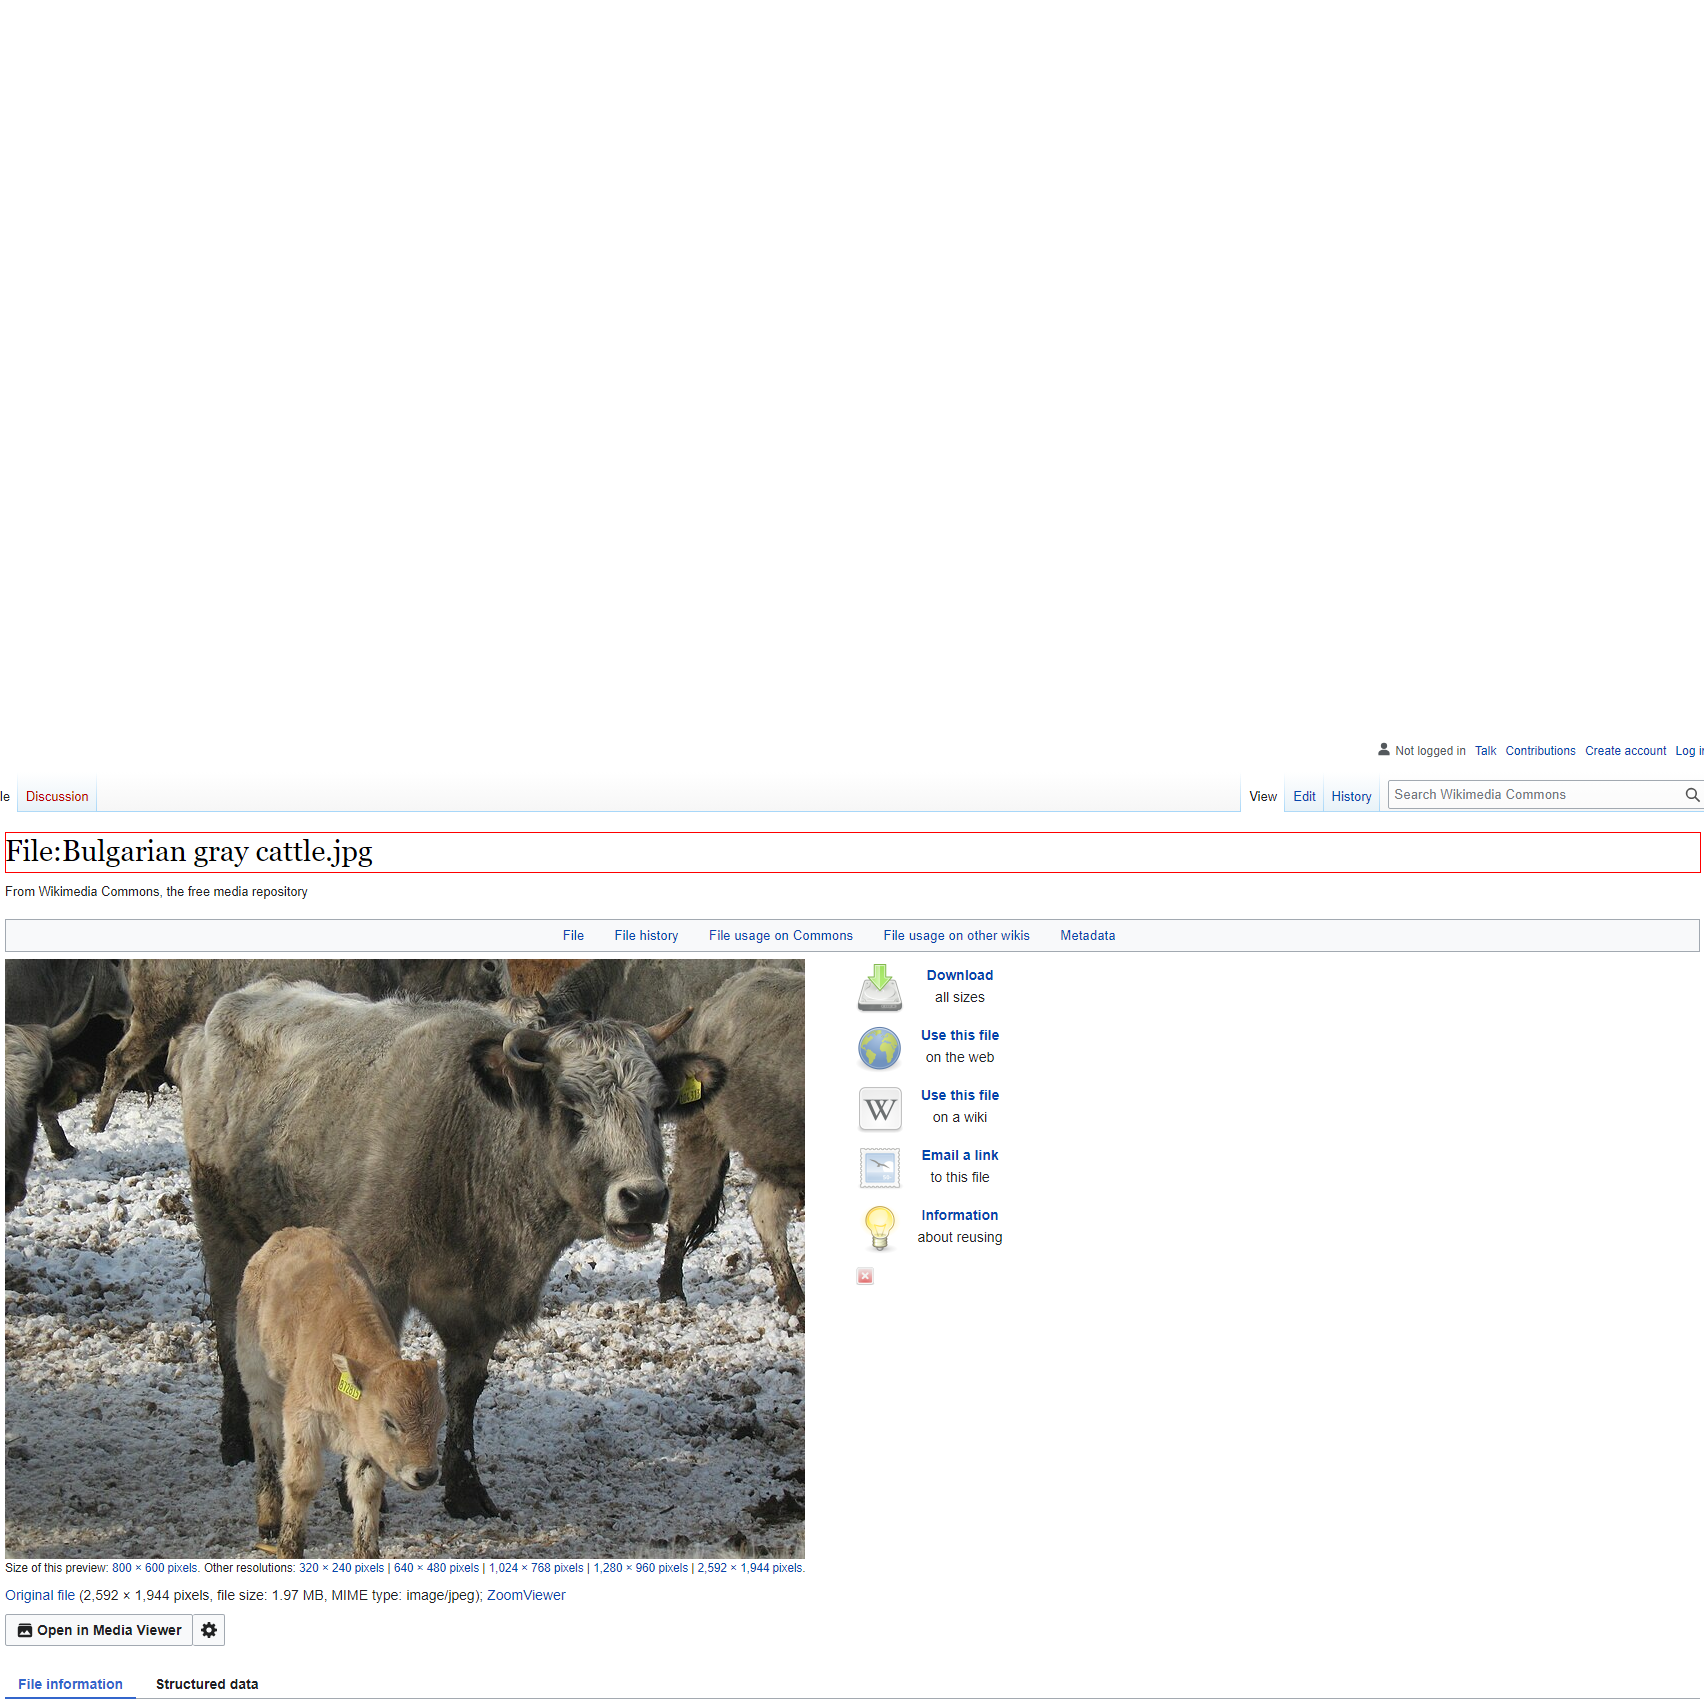 Not logged in Talk Contributions Create account Log in
le Discussion View Edit History Search Wikimedia Commons
File:Bulgarian gray cattle.jpg
From Wikimedia Commons, the free media repository
File File history File usage on Commons File usage on other wikis Metadata
Download
all sizes
Use this file
on the web
Use this file
on a wiki
W
Email a link
to this file
Information
about reusing
Size of this preview: 800 × 600 pixels. Other resolutions: 320 × 240 pixels | 640 × 480 pixels | 1,024 × 768 pixels | 1,280 × 960 pixels | 2,592 × 1,944 pixels.
Original file (2,592 × 1,944 pixels, file size: 1.97 MB, MIME type: image/jpeg); ZoomViewer
Open in Media Viewer
File information Structured data